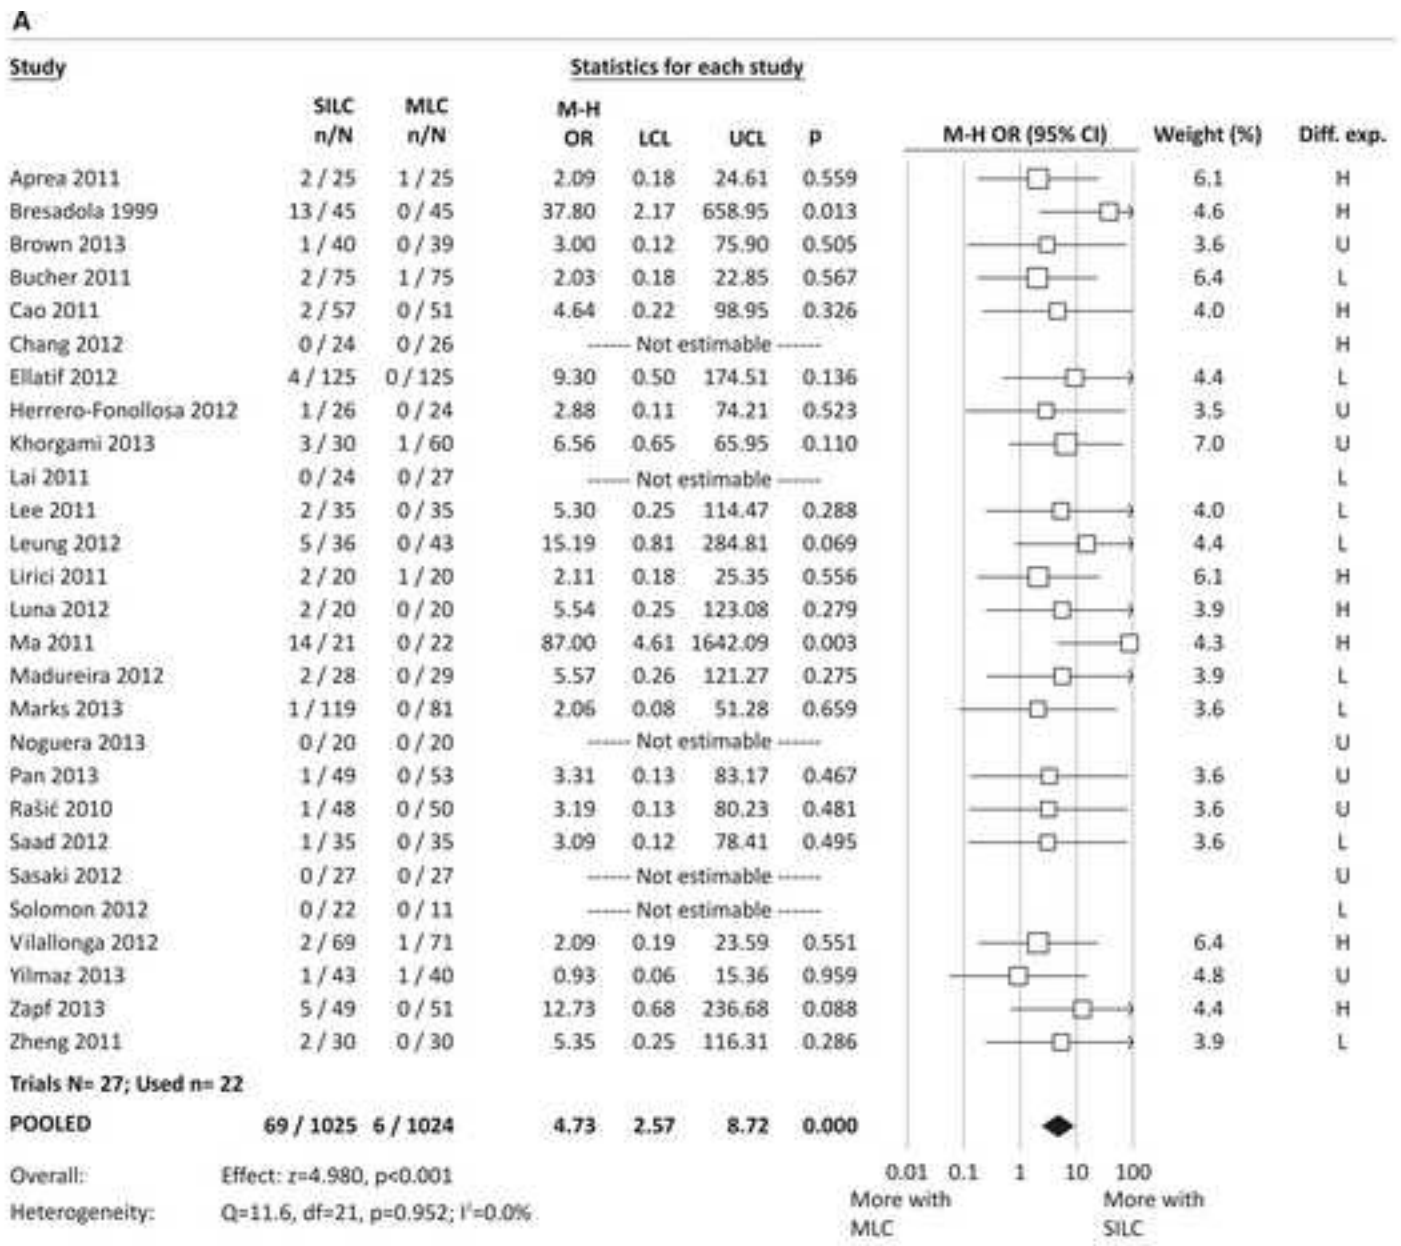 A
Study Statistics for each study
SILC MLC M-H
n/N n/N OR LCL UCL P M-H OR (95% CI) Weight (%) Diff. exp.
Aprea 2011 2 / 25 1 / 25 2.09 0.18 24.61 0.559 6.1 H
Bresadola 1999 13 / 45 0 / 45 37.80 2.17 658.95 0.013 4.6 H
Brown 2013 1 / 40 0 / 39 3.00 0.12 75.90 0.505 3.6 U
Bucher 2011 2 / 75 1 / 75 2.03 0.18 22.85 0.567 6.4 L
Cao 2011 2 / 57 0 / 51 4.64 0.22 98.95 0.326 4.0 H
Chang 2012 0 / 24 0 / 26 ------ Not estimable ------ H
Ellatif 2012 4 / 125 0 / 125 9.30 0.50 174.51 0.136 4.4 L
Herrero-Fonollosa 2012 1 / 26 0 / 24 2.88 0.11 74.21 0.523 3.5 U
Khorgami 2013 3 / 30 1 / 60 6.56 0.65 65.95 0.110 7.0 U
Lai 2011 0 / 24 0 / 27 ------ Not estimable ------ L
Lee 2011 2 / 35 0 / 35 5.30 0.25 114.47 0.288 4.0 L
Leung 2012 5 / 36 0 / 43 15.19 0.81 284.81 0.069 4.4 L
Lirici 2011 2 / 20 1 / 20 2.11 0.18 25.35 0.556 6.1 H
Luna 2012 2 / 20 0 / 20 5.54 0.25 123.08 0.279 3.9 H
Ma 2011 14 / 21 0 / 22 87.00 4.61 1642.09 0.003 4.3 H
Madureira 2012 2 / 28 0 / 29 5.57 0.26 121.27 0.275 3.9 L
Marks 2013 1 / 119 0 / 81 2.06 0.08 51.28 0.659 3.6 L
Noguera 2013 0 / 20 0 / 20 ------ Not estimable ------ U
Pan 2013 1 / 49 0 / 53 3.31 0.13 83.17 0.467 3.6 U
Rašić 2010 1 / 48 0 / 50 3.19 0.13 80.23 0.481 3.6 U
Saad 2012 1 / 35 0 / 35 3.09 0.12 78.41 0.495 3.6 L
Sasaki 2012 0 / 27 0 / 27 ------ Not estimable ------ U
Solomon 2012 0 / 22 0 / 11 ------ Not estimable ------ L
Vilallonga 2012 2 / 69 1 / 71 2.09 0.19 23.59 0.551 6.4 H
Yilmaz 2013 1 / 43 1 / 40 0.93 0.06 15.36 0.959 4.8 U
Zapf 2013 5 / 49 0 / 51 12.73 0.68 236.68 0.088 4.4 H
Zheng 2011 2 / 30 0 / 30 5.35 0.25 116.31 0.286 3.9 L
Trials N= 27; Used n= 22
POOLED 69 / 1025 6 / 1024 4.73 2.57 8.72 0.000
Overall: Effect: z=4.980, p<0.001
0.01 0.1 1 10 100
Heterogeneity: Q=11.6, df=21, p=0.952; I²=0.0%
More with More with
MLC SILC